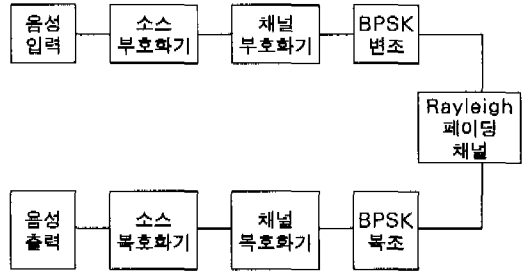 음성
입력
소스
부호화기
채널
부호화기
BPSK
변조
Rayleigh
페이딩
채널
음성
출력
소스
복호화기
채널
복호화기
BPSK
복조